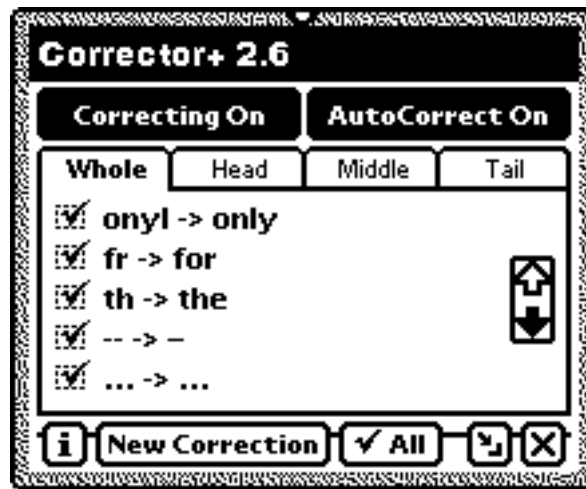 Corrector+ 2.6
Correcting On AutoCorrect On
Whole Head Middle Tail
onyl -> only
fr -> for
th -> the
-- -> –
... -> …
i New Correction ✓ All X